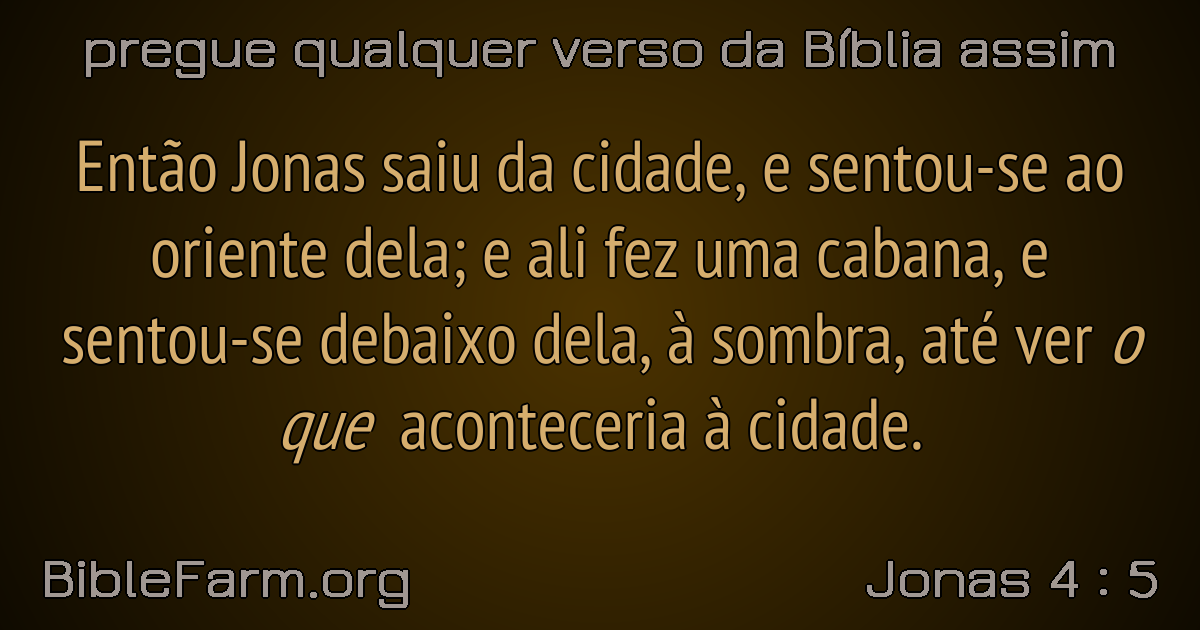 pregue qualquer verso da Bíblia assim
Então Jonas saiu da cidade, e sentou-se ao
oriente dela; e ali fez uma cabana, e
sentou-se debaixo dela, à sombra, até ver o
que aconteceria à cidade.
BibleFarm.org
Jonas 4 : 5